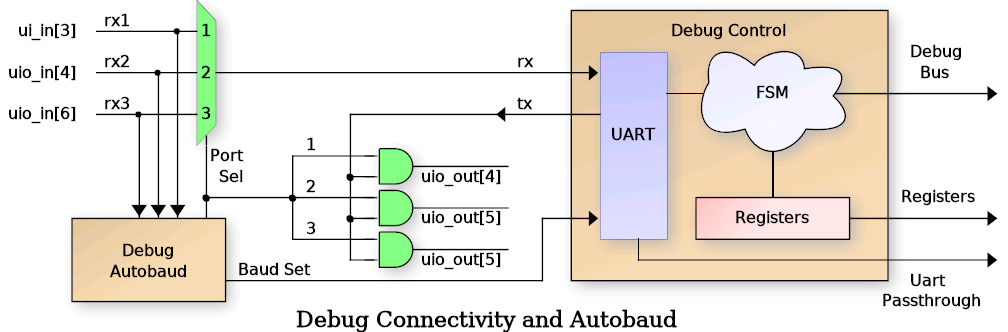 ui_in[3]
rx1
uio_in[4]
rx2
uio_in[6]
rx3
1
2
3
Port
Sel
rx
tx
1
uio_out[4]
2
uio_out[5]
3
uio_out[5]
Debug
Autobaud
Baud Set
Debug Control
UART
FSM
Registers
Debug
Bus
Registers
Uart
Passthrough
Debug Connectivity and Autobaud